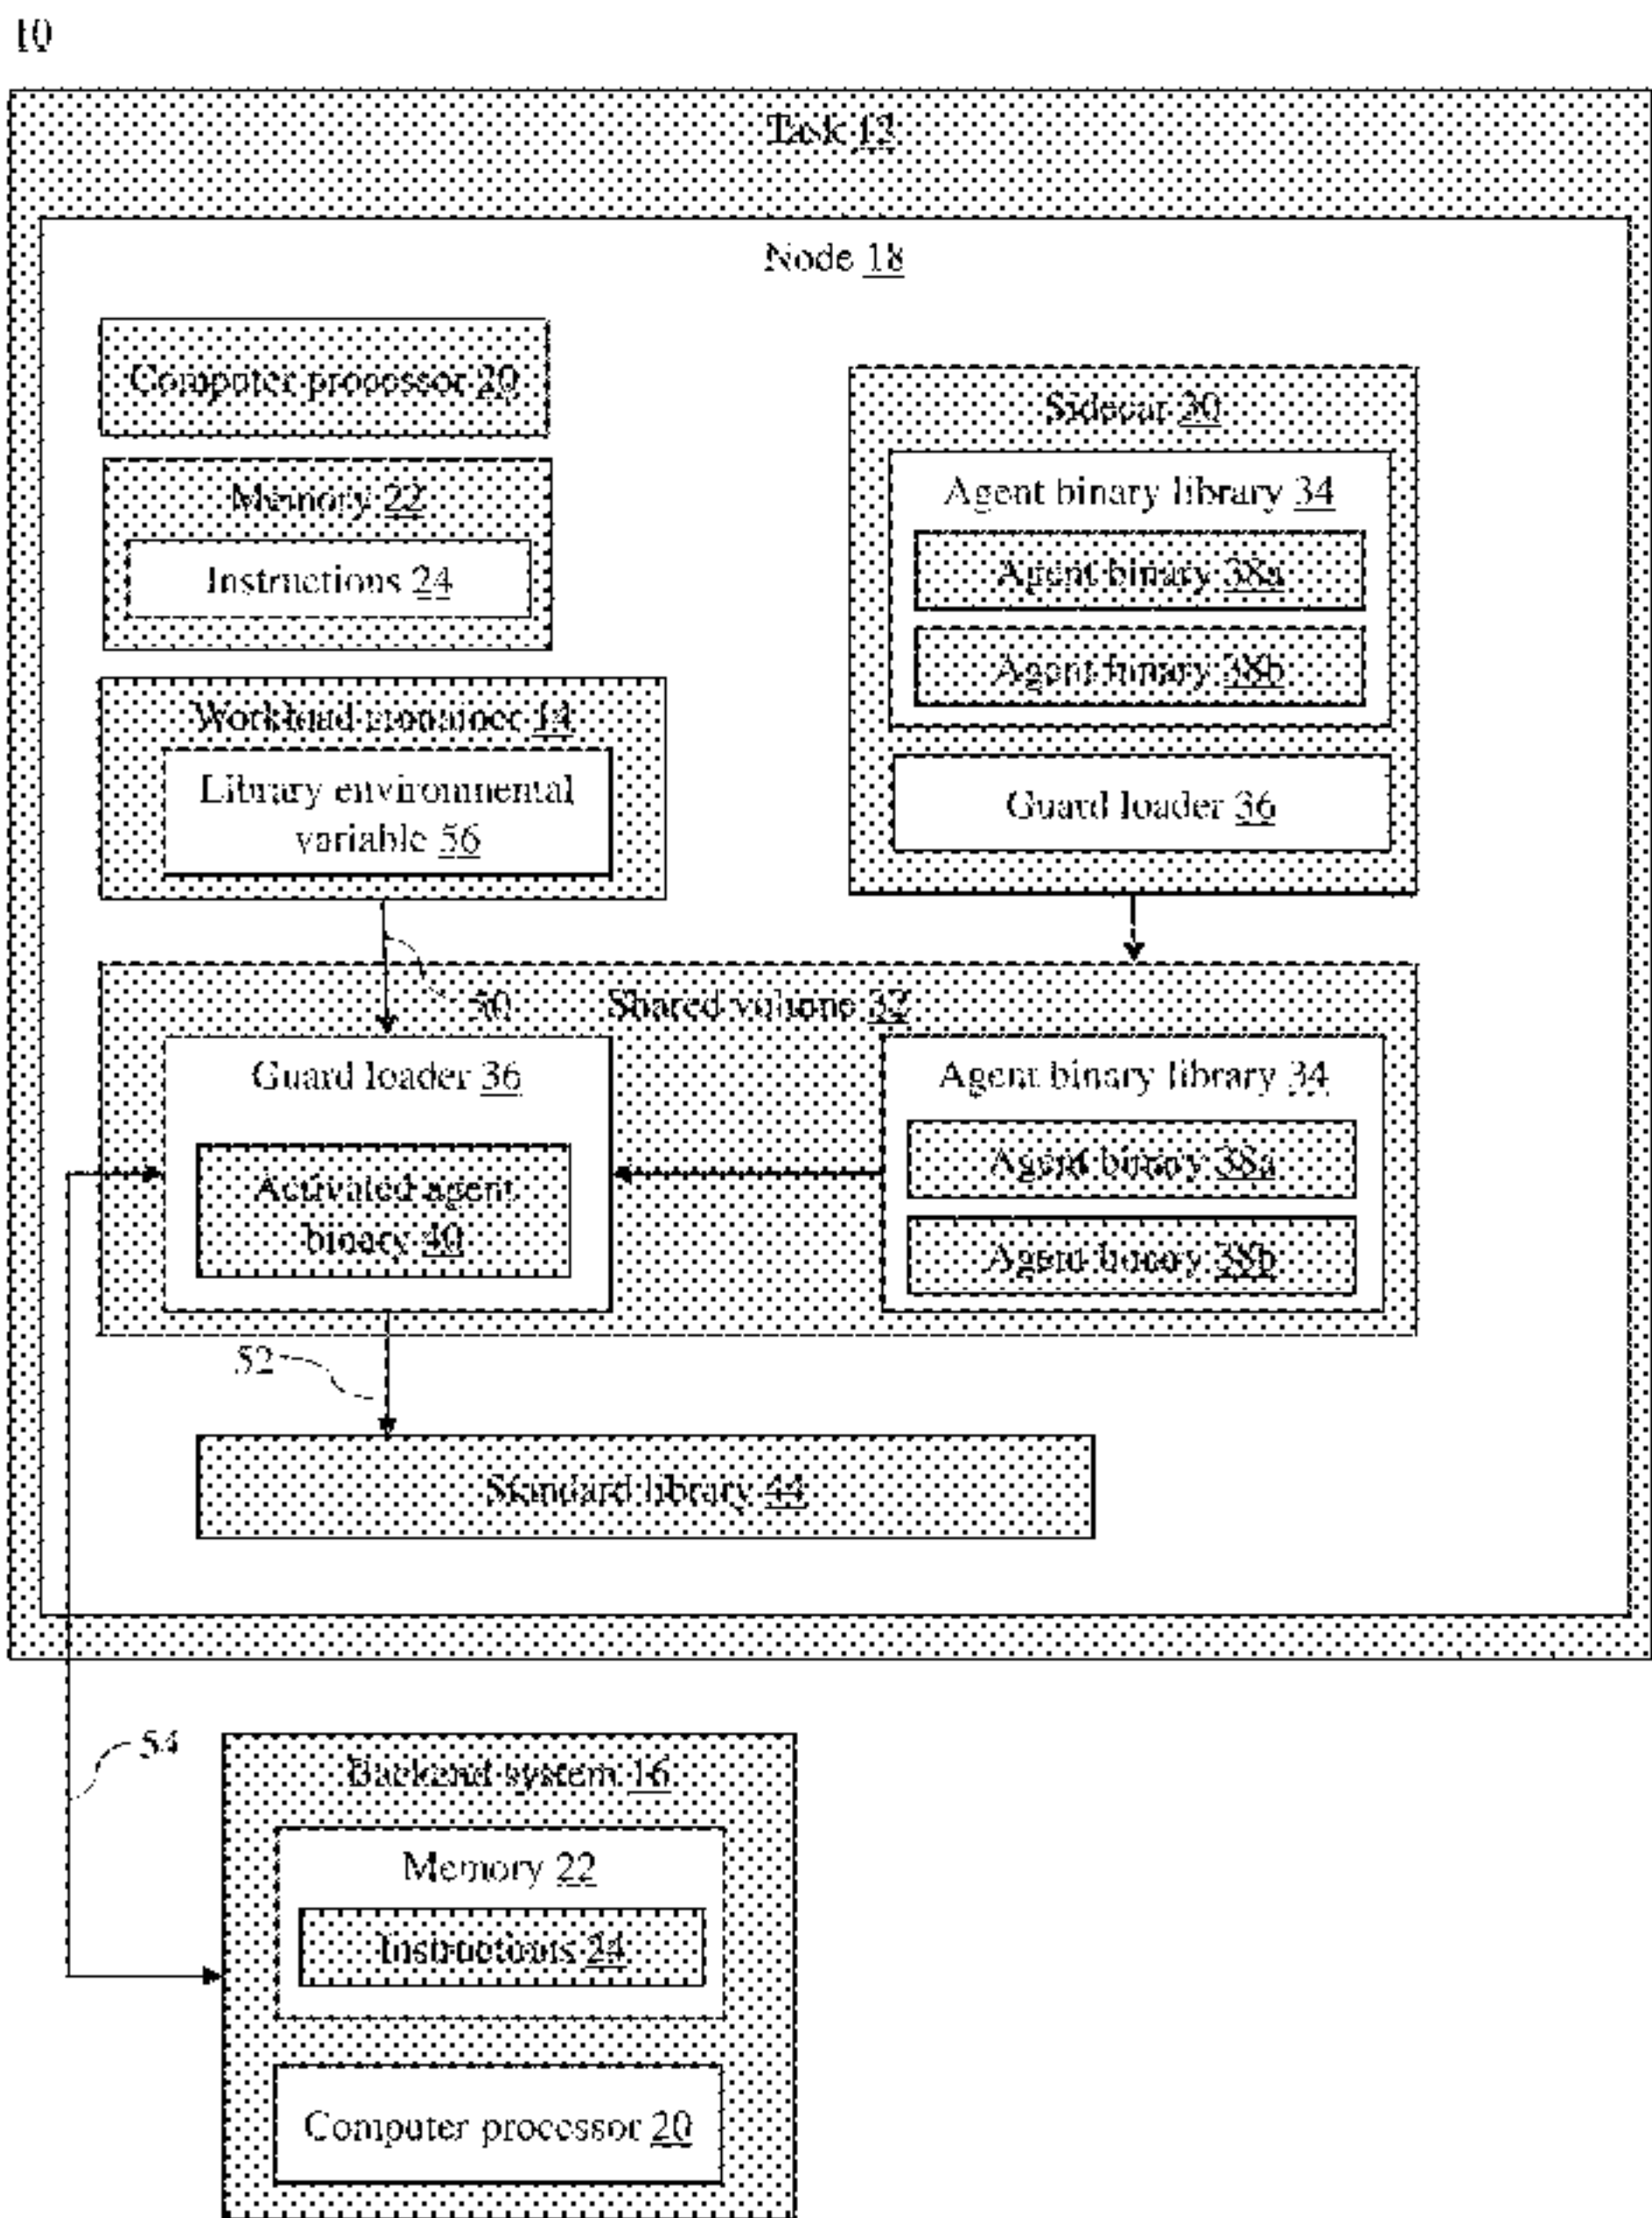 10
Task 12
Node 18
Computer processor 20
Memory 22
Instructions 24
Workload container 14
Library environmental
variable 56
Sidecar 30
Agent binary library 34
Agent binary 38a
Agent binary 38b
Guard loader 36
50
Shared volume 32
Guard loader 36
Activated agent
binary 40
Agent binary library 34
Agent binary 38a
Agent binary 38b
52
Standard library 44
54
Backend system 16
Memory 22
Instructions 24
Computer processor 20